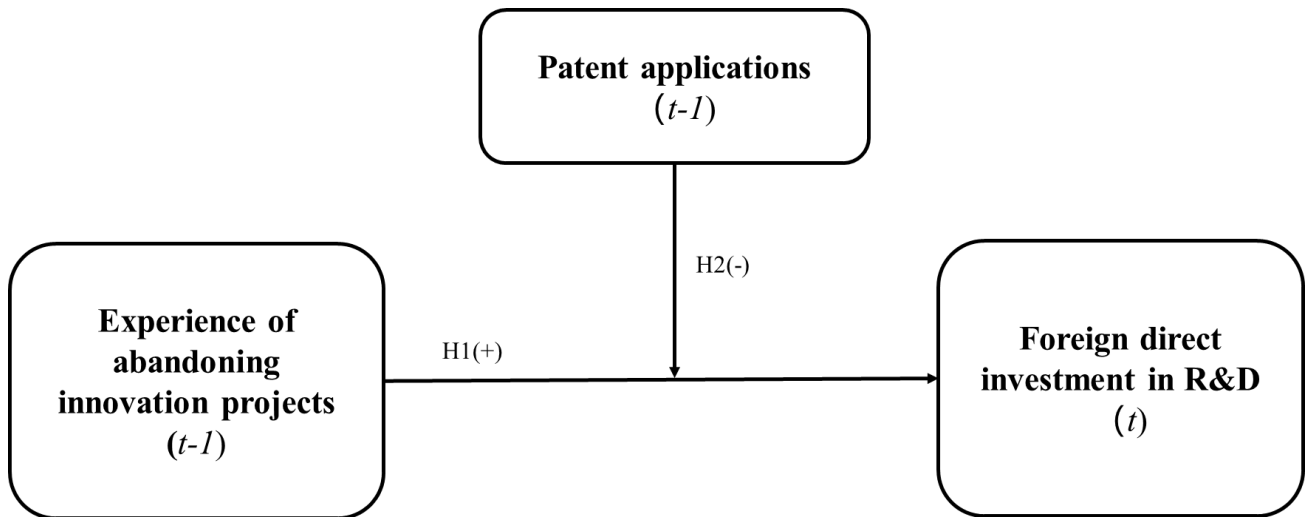 Patent applications
(t-1)
H2(-)
Experience of
abandoning
innovation projects
(t-1)
H1(+)
Foreign direct
investment in R&D
(t)